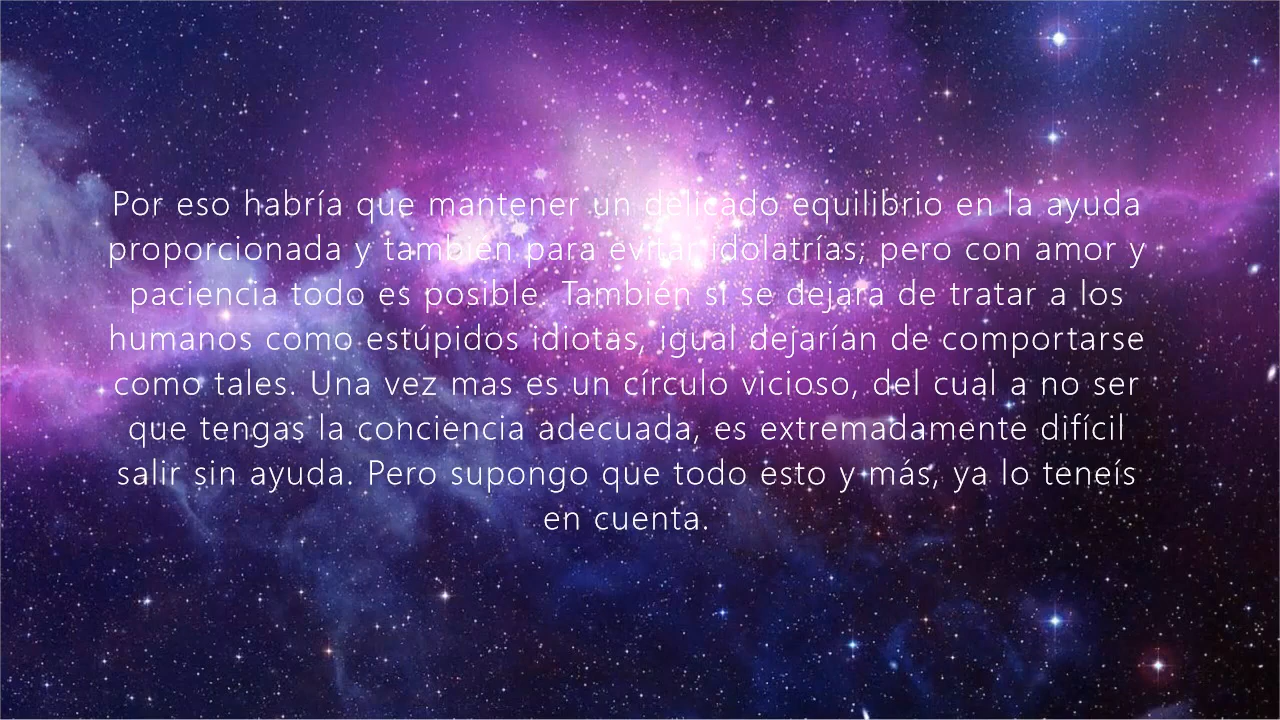 Por eso habría que mantener un delicado equilibrio en la ayuda
proporcionada y también para evitar idolatrías; pero con amor y
paciencia todo es posible. También si se dejara de tratar a los
humanos como estúpidos idiotas, igual dejarían de comportarse
como tales. Una vez mas es un círculo vicioso, del cual a no ser
que tengas la conciencia adecuada, es extremadamente difícil
salir sin ayuda. Pero supongo que todo esto y más, ya lo teneís
en cuenta.